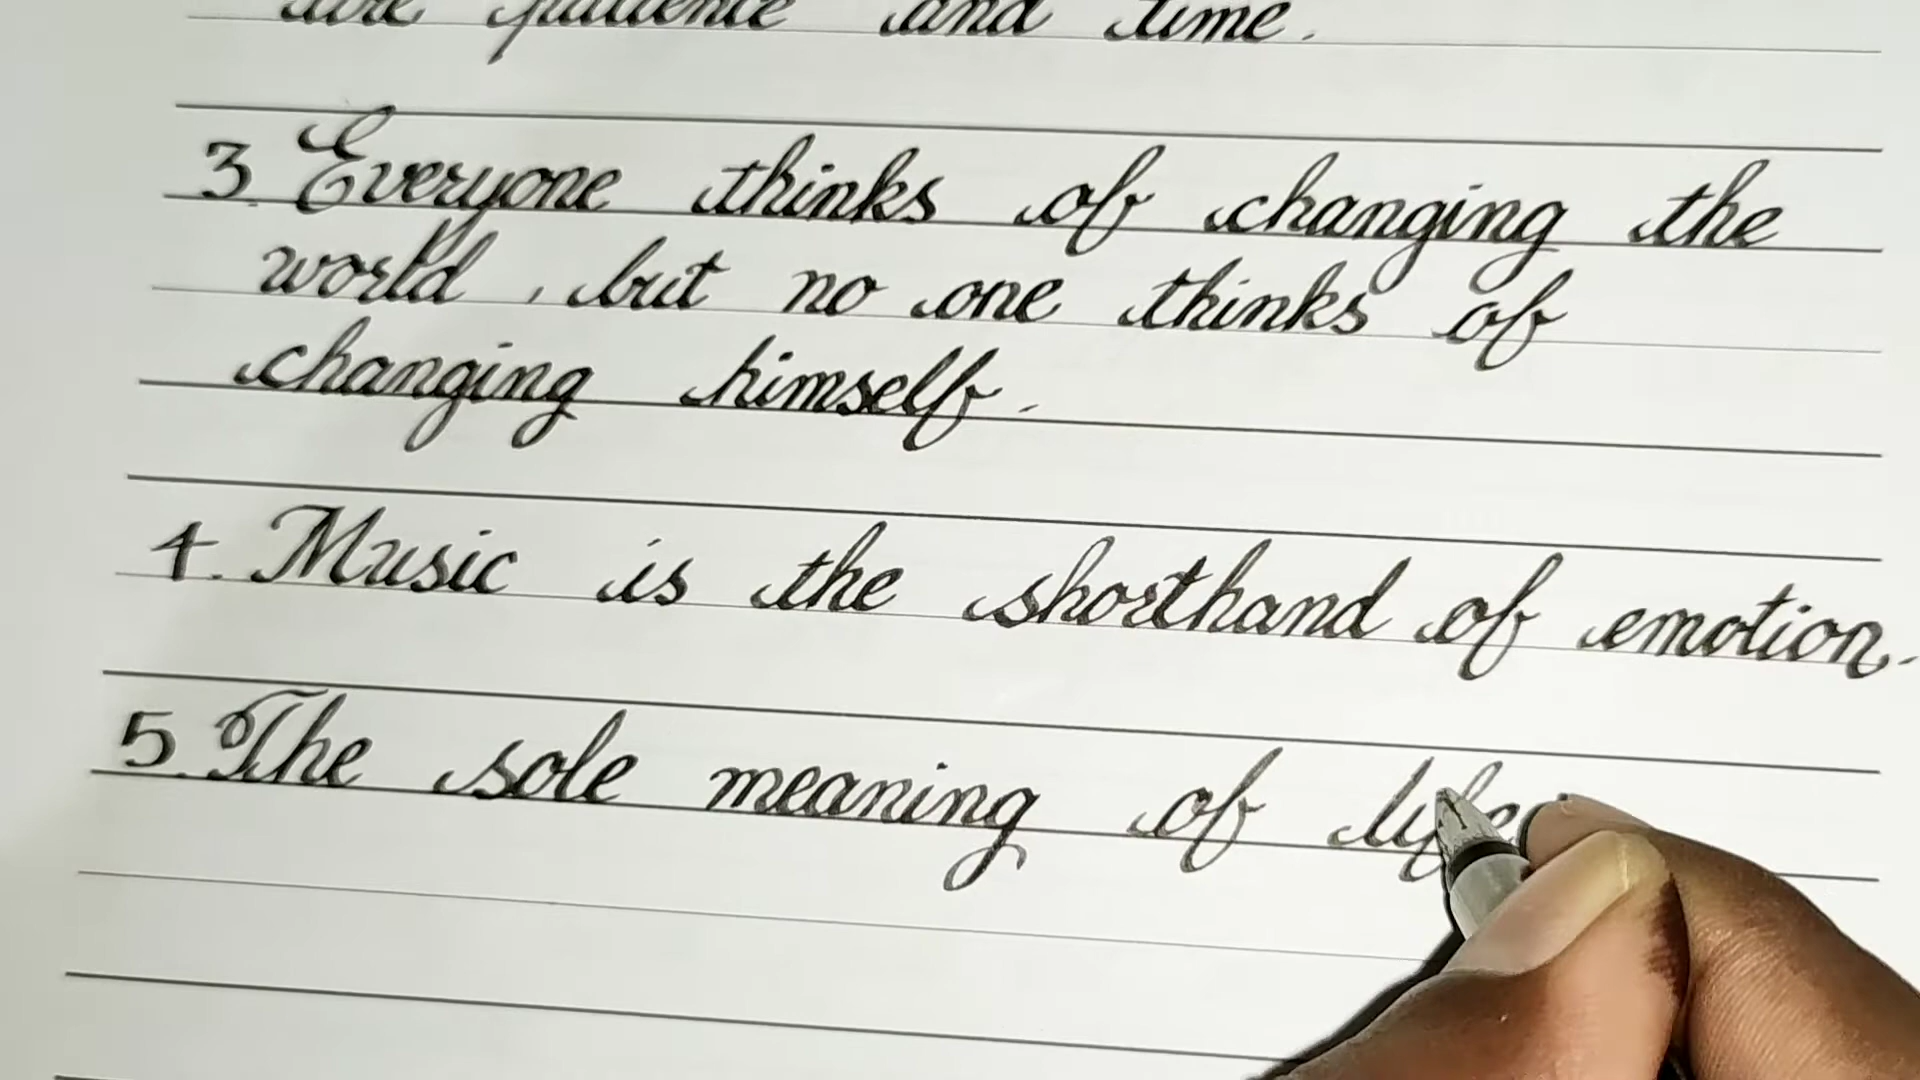 are patience and time.
3. Everyone thinks of changing the
world, but no one thinks of
changing himself.
4. Music is the shorthand of emotion.
5. The sole meaning of life